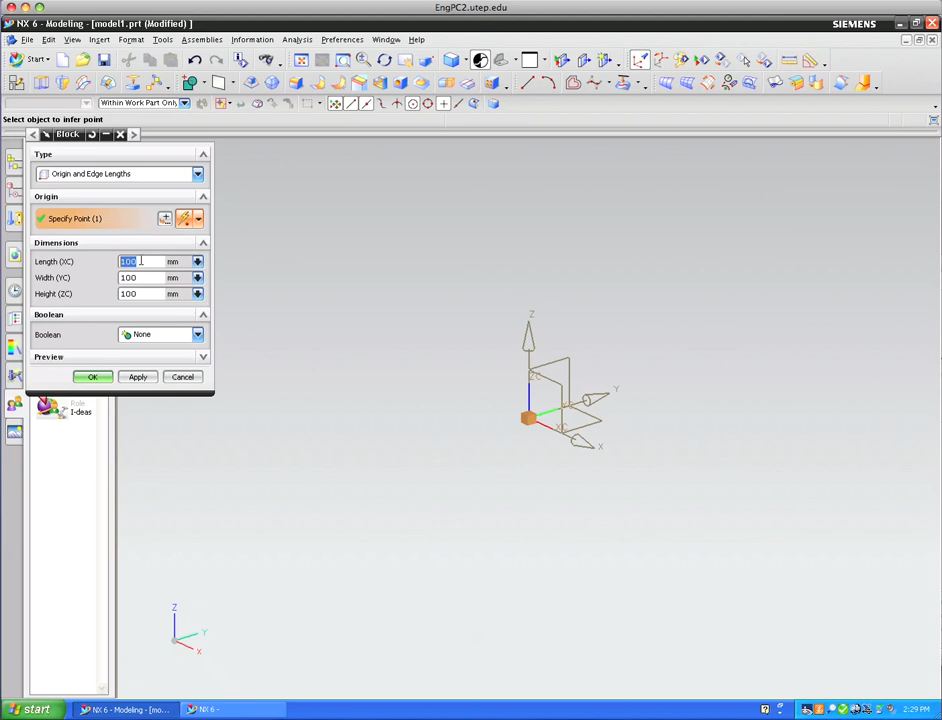 EngPC2.utep.edu
NX 6 - Modeling - [model1.prt (Modified) ]
SIEMENS
File Edit View Insert Format Tools Assemblies Information Analysis Preferences Window Help
Start
Within Work Part Only
Select object to infer point
Block
Type
Origin and Edge Lengths
Origin
Specify Point (1)
Dimensions
Length (XC) 100 mm
Width (YC) 100 mm
Height (ZC) 100 mm
Boolean
Boolean None
Preview
OK Apply Cancel
Role
I-deas
Z
ZC
Y
XC
X
Z
Y
X
start
NX 6 - Modeling - [mo...
NX 6 -
2:29 PM